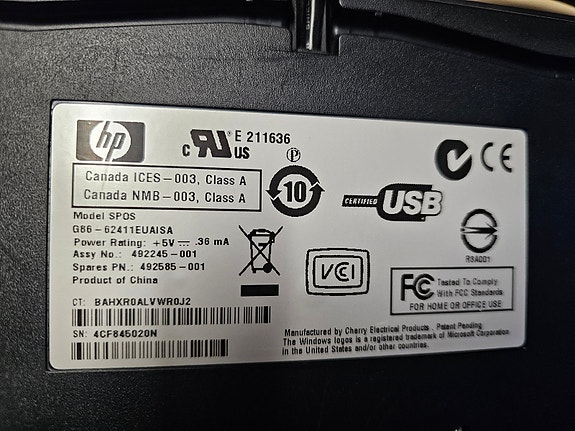 hp
c UR US E 211636
P
CE
Canada ICES-003, Class A
Canada NMB-003, Class A
10
CERTIFIED USB
Model SPOS
G86-62411EUAISA
Power Rating: +5V ⎓ .36 mA
Assy No.: 492245-001
Spares PN.: 492585-001
Product of China
R3A001
VCI
FC Tested To Comply
With FCC Standards
FOR HOME OR OFFICE USE
CT: BAHXR0ALVWR0J2
SN: 4CF845020N
Manufactured by Cherry Electrical Products. Patent Pending
The Windows logos is a registered trademark of Microsoft Corporation
in the United States and/or other countries.